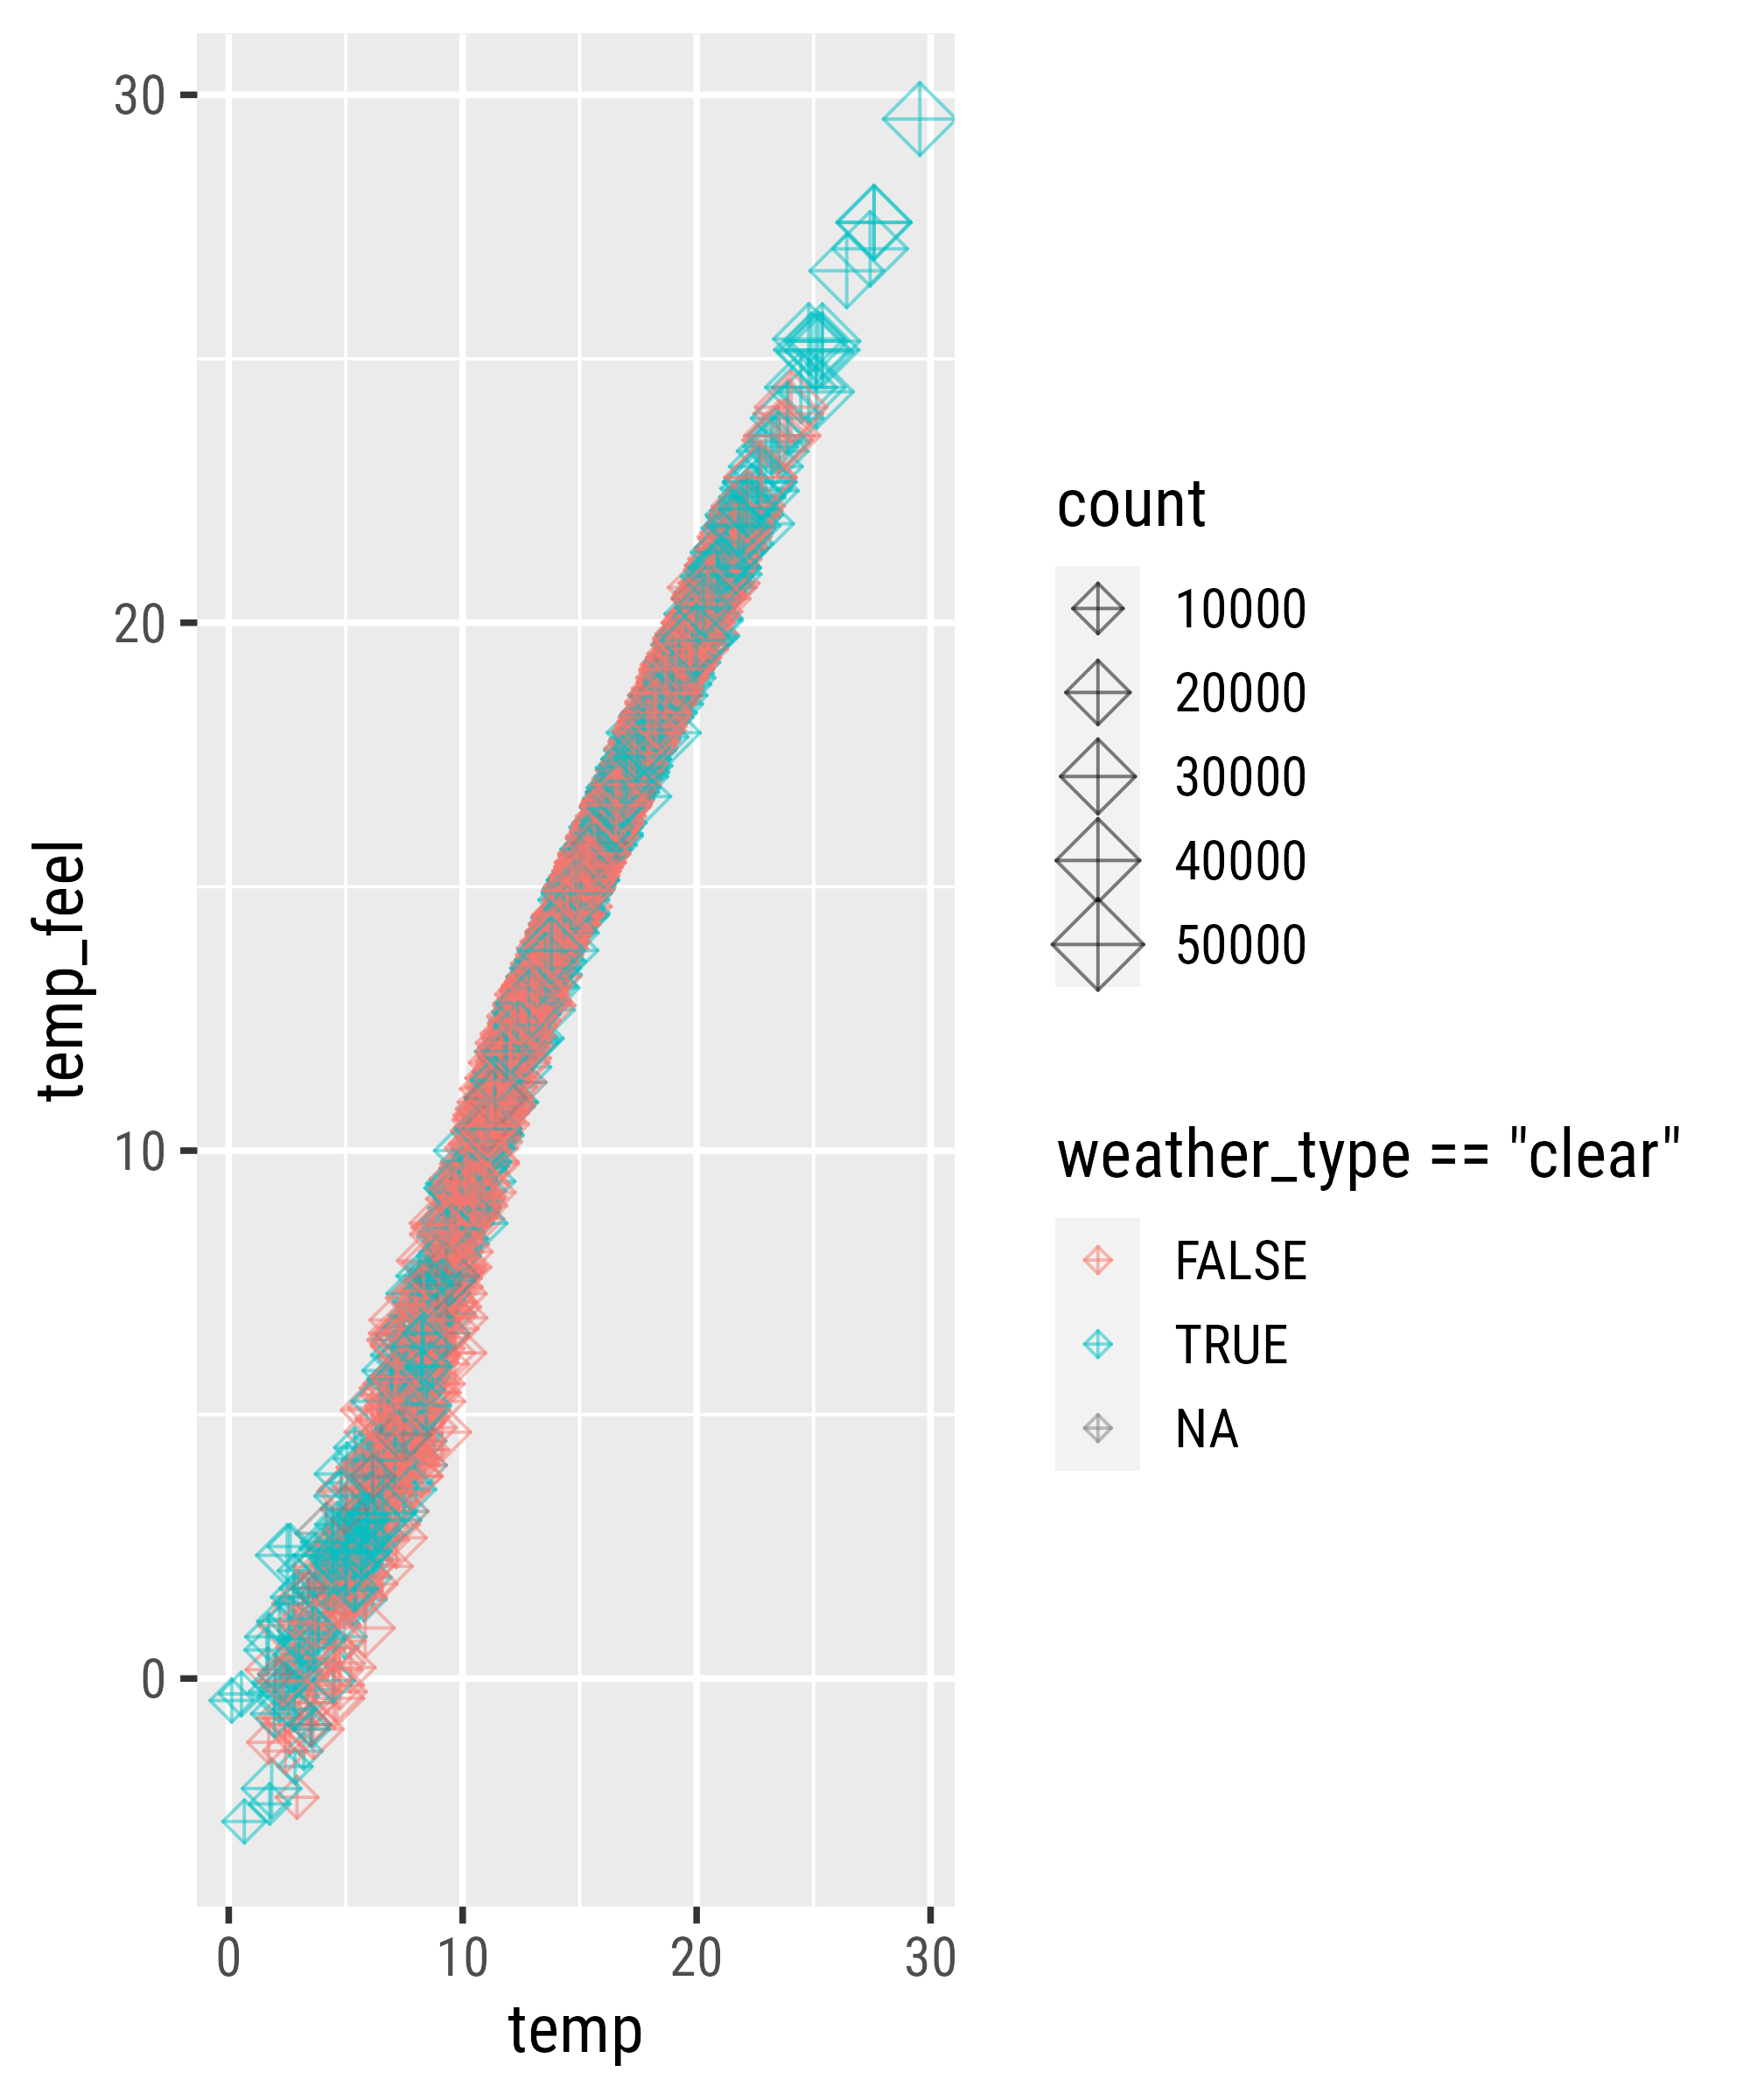 30
20
10
0
temp_feel
0 10 20 30
temp
count
10000
20000
30000
40000
50000
weather_type == "clear"
FALSE
TRUE
NA